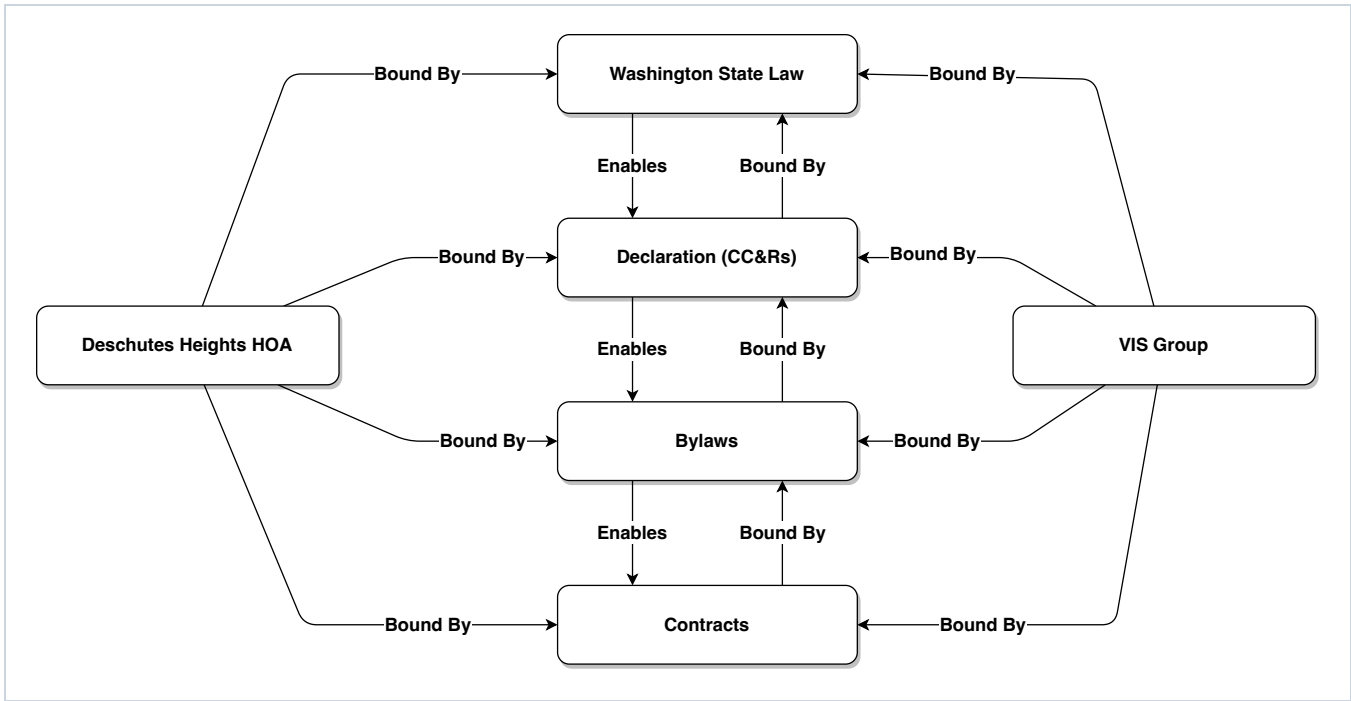 Bound By
Washington State Law
Bound By
Enables
Bound By
Bound By
Declaration (CC&Rs)
Bound By
Deschutes Heights HOA
Enables
Bound By
VIS Group
Bound By
Bylaws
Bound By
Enables
Bound By
Bound By
Contracts
Bound By